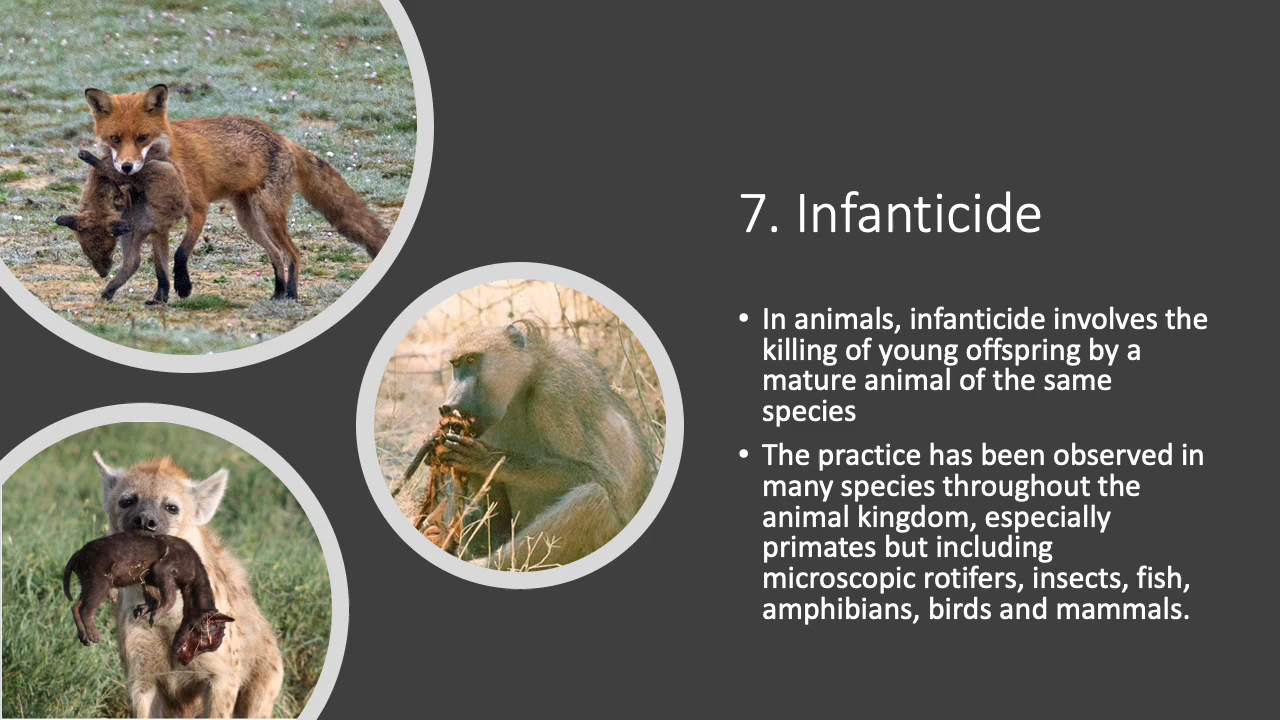 7. Infanticide
• In animals, infanticide involves the
killing of young offspring by a
mature animal of the same
species
• The practice has been observed in
many species throughout the
animal kingdom, especially
primates but including
microscopic rotifers, insects, fish,
amphibians, birds and mammals.